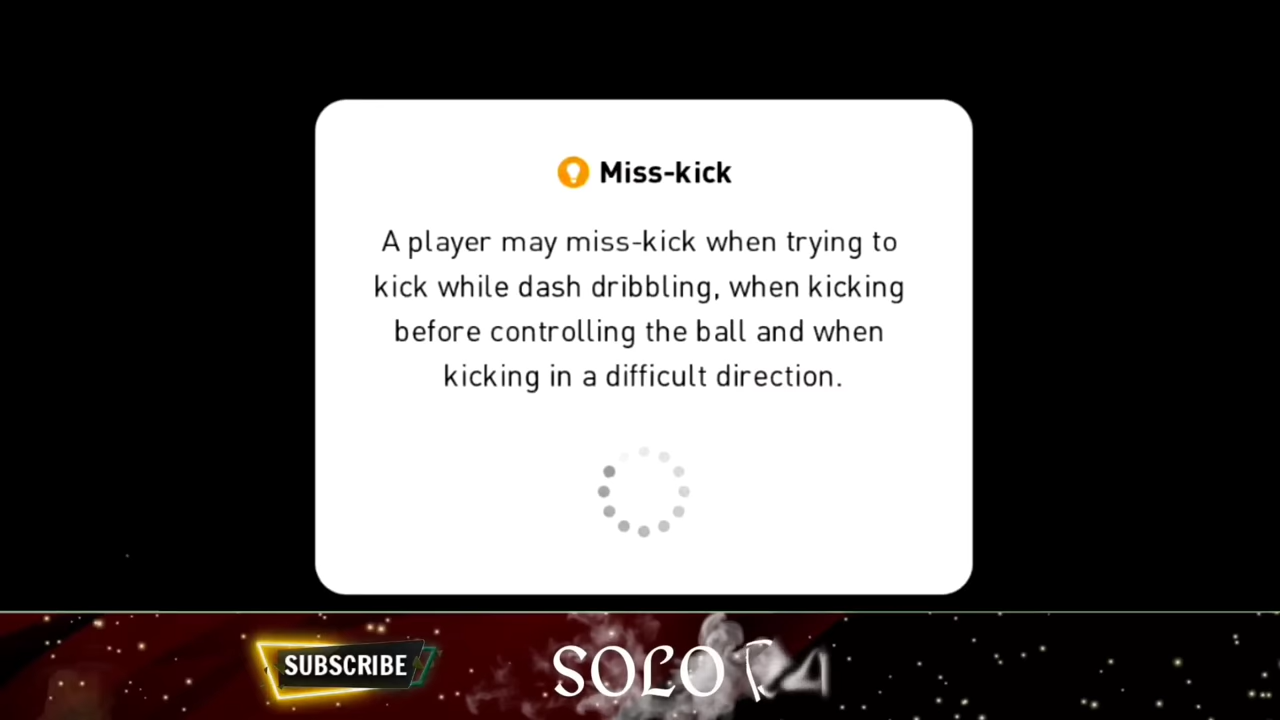 Miss-kick
A player may miss-kick when trying to
kick while dash dribbling, when kicking
before controlling the ball and when
kicking in a difficult direction.
SUBSCRIBE
SOLO